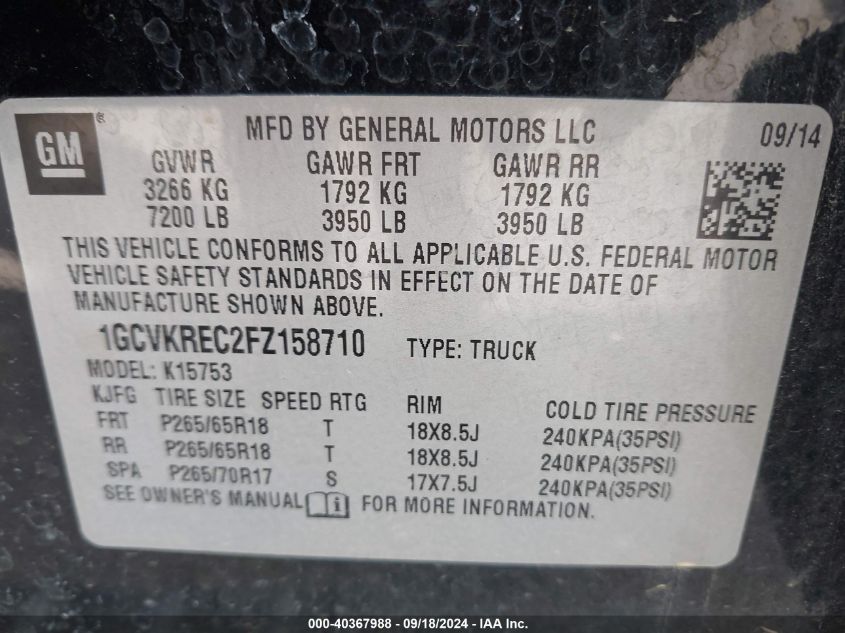 GM®
MFD BY GENERAL MOTORS LLC 09/14
GVWR GAWR FRT GAWR RR
3266 KG 1792 KG 1792 KG
7200 LB 3950 LB 3950 LB
THIS VEHICLE CONFORMS TO ALL APPLICABLE U.S. FEDERAL MOTOR
VEHICLE SAFETY STANDARDS IN EFFECT ON THE DATE OF
MANUFACTURE SHOWN ABOVE.
1GCVKREC2FZ158710 TYPE: TRUCK
MODEL: K15753
KJFG TIRE SIZE SPEED RTG RIM COLD TIRE PRESSURE
FRT P265/65R18 T 18X8.5J 240KPA(35PSI)
RR P265/65R18 T 18X8.5J 240KPA(35PSI)
SPA P265/70R17 S 17X7.5J 240KPA(35PSI)
SEE OWNER'S MANUAL i FOR MORE INFORMATION.
000-40367988 - 09/18/2024 - IAA Inc.